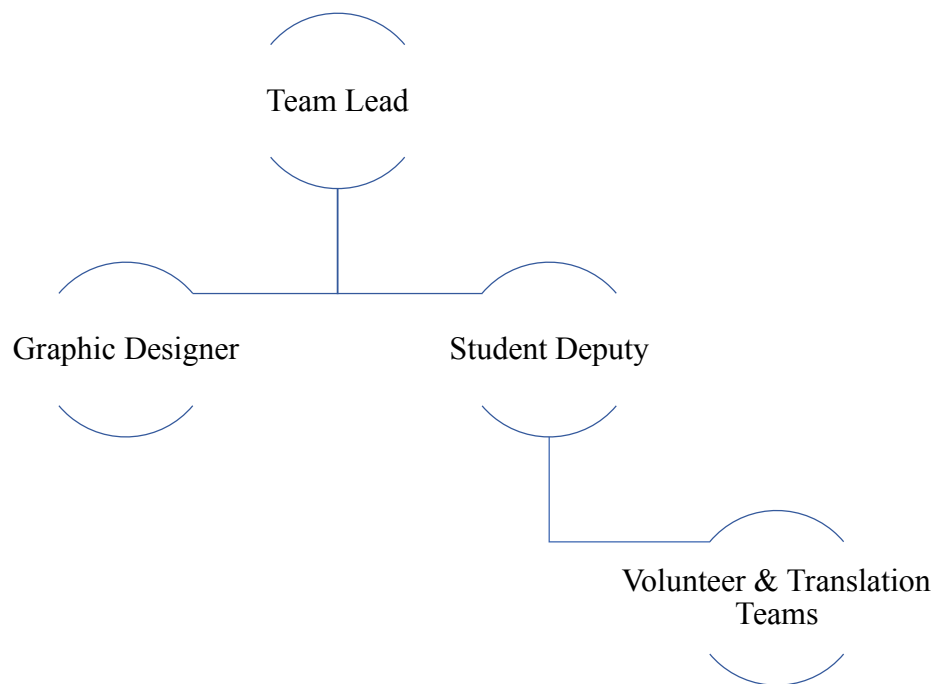 Team Lead
Graphic Designer
Student Deputy
Volunteer & Translation
Teams